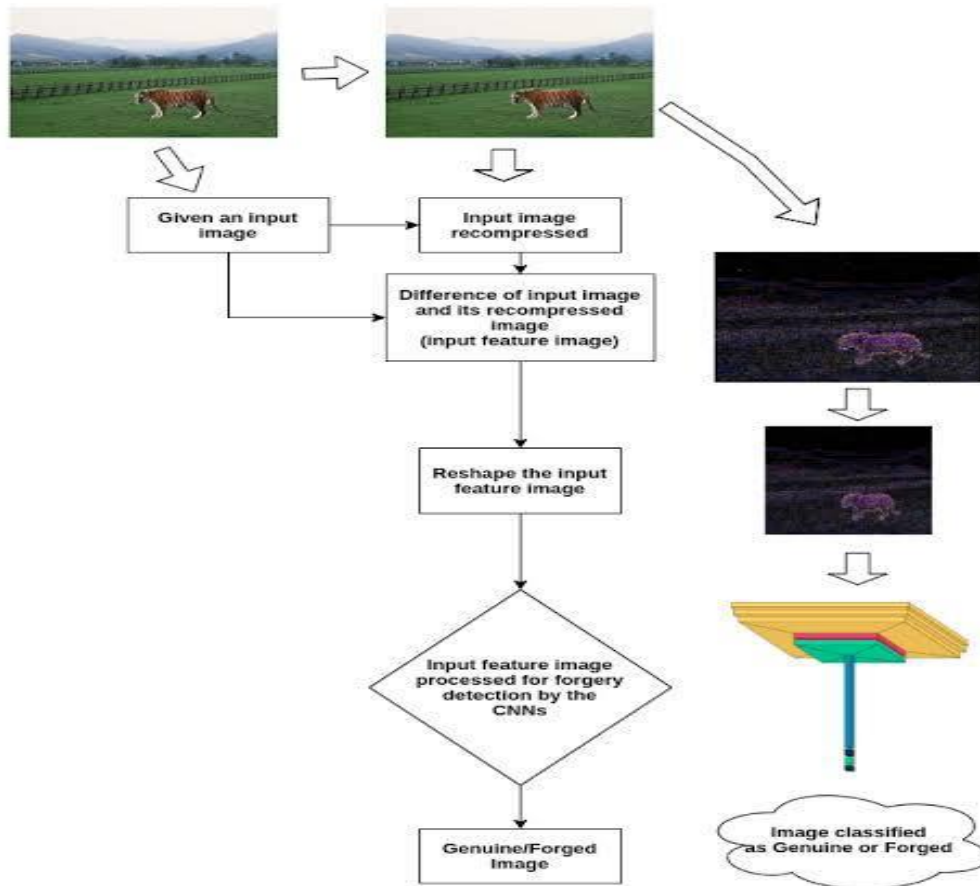 Given an input
image
Input image
recompressed
Difference of input image
and its recompressed
image
(input feature image)
Reshape the input
feature image
Input feature image
processed for forgery
detection by the
CNNs
Genuine/Forged
Image
Image classified
as Genuine or Forged